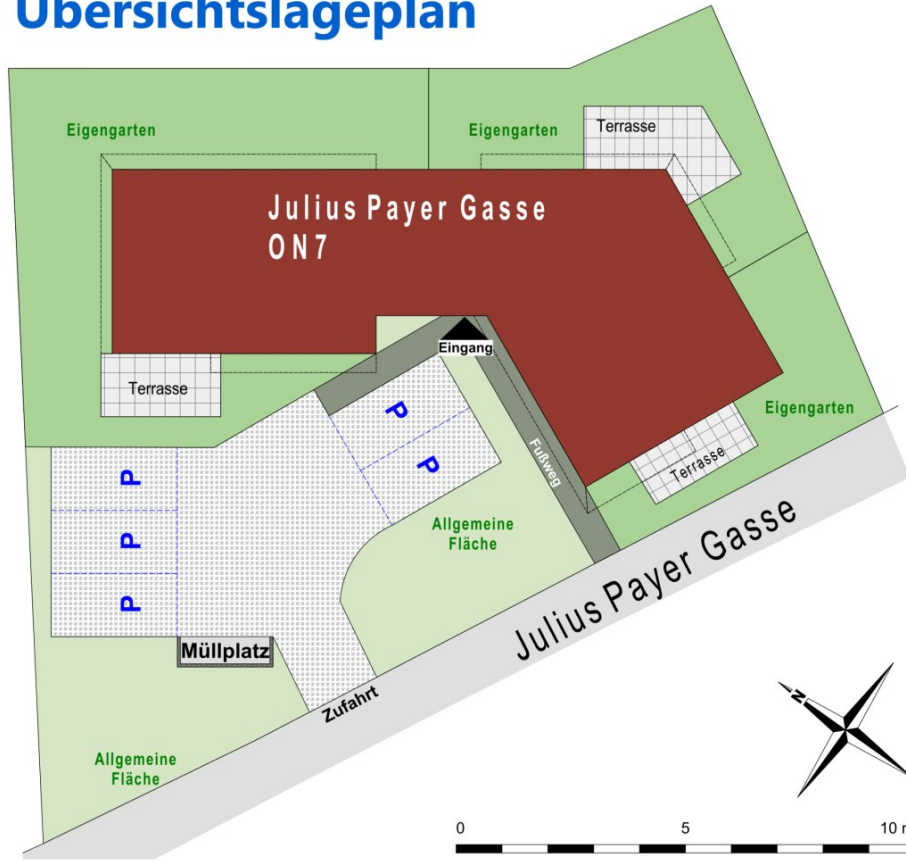 Übersichtslageplan
Eigengarten
Eigengarten
Terrasse
Julius Payer Gasse
ON7
Eingang
Terrasse
P
P
Fußweg
Eigengarten
Terrasse
P
P
P
Allgemeine
Fläche
Julius Payer Gasse
Müllplatz
Zufahrt
N
Allgemeine
Fläche
0 5 10 m